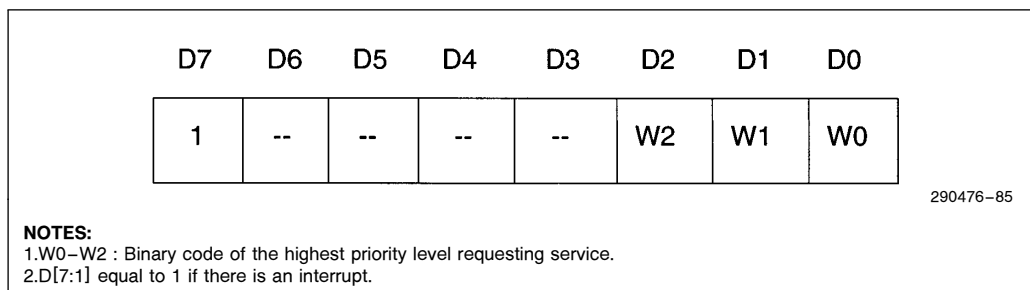 D7 D6 D5 D4 D3 D2 D1 D0
1 -- -- -- -- W2 W1 W0
290476–85
NOTES:
1.W0–W2 : Binary code of the highest priority level requesting service.
2.D[7:1] equal to 1 if there is an interrupt.